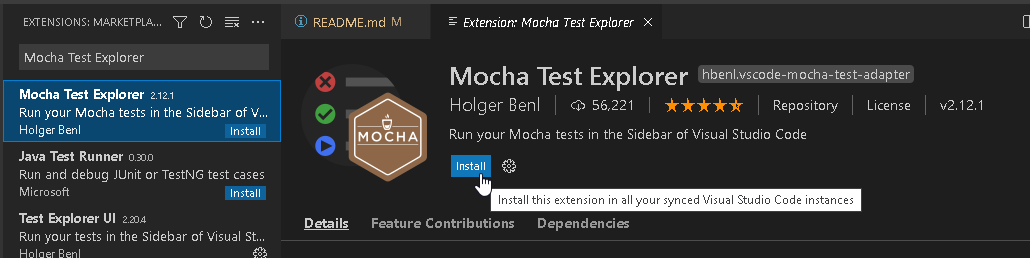 EXTENSIONS: MARKETPLA...
Mocha Test Explorer
Mocha Test Explorer 2.12.1
Run your Mocha tests in the Sidebar of V...
Holger Benl Install
Java Test Runner 0.30.0
Run and debug JUnit or TestNG test cases
Microsoft Install
Test Explorer UI 2.20.4
Run your tests in the Sidebar of Visual St...
Holger Benl
README.md M
Extension: Mocha Test Explorer
MOCHA
Mocha Test Explorer hbenl.vscode-mocha-test-adapter
Holger Benl 56,221 Repository License v2.12.1
Run your Mocha tests in the Sidebar of Visual Studio Code
Install
Install this extension in all your synced Visual Studio Code instances
Details Feature Contributions Dependencies